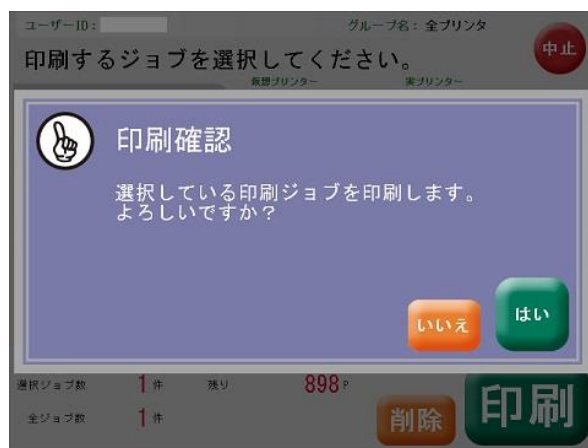 ユーザーID: グループ名: 全プリンタ
中止
印刷するジョブを選択してください。
仮想プリンター 実プリンター
印刷確認
選択している印刷ジョブを印刷します。
よろしいですか？
いいえ はい
選択ジョブ数 1 件 残り 898 P
全ジョブ数 1 件
削除 印刷